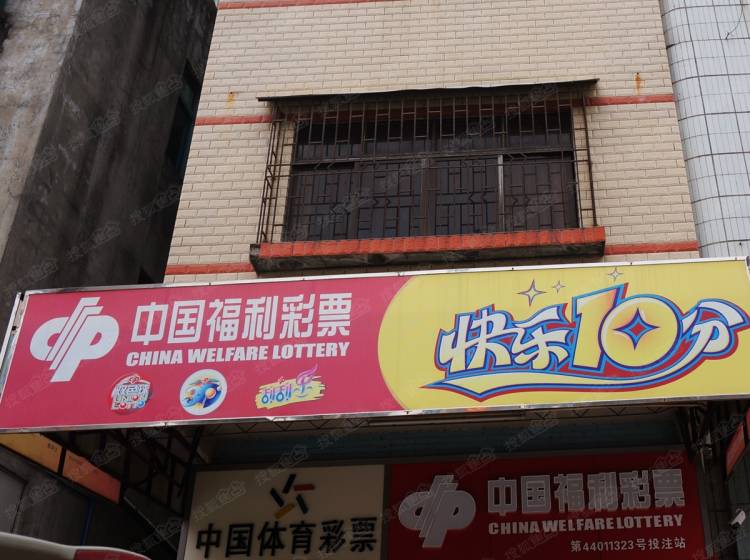 中国福利彩票
CHINA WELFARE LOTTERY
刮刮乐
快乐10分
中国体育彩票
中国福利彩票
CHINA WELFARE LOTTERY
第44011323号投注站